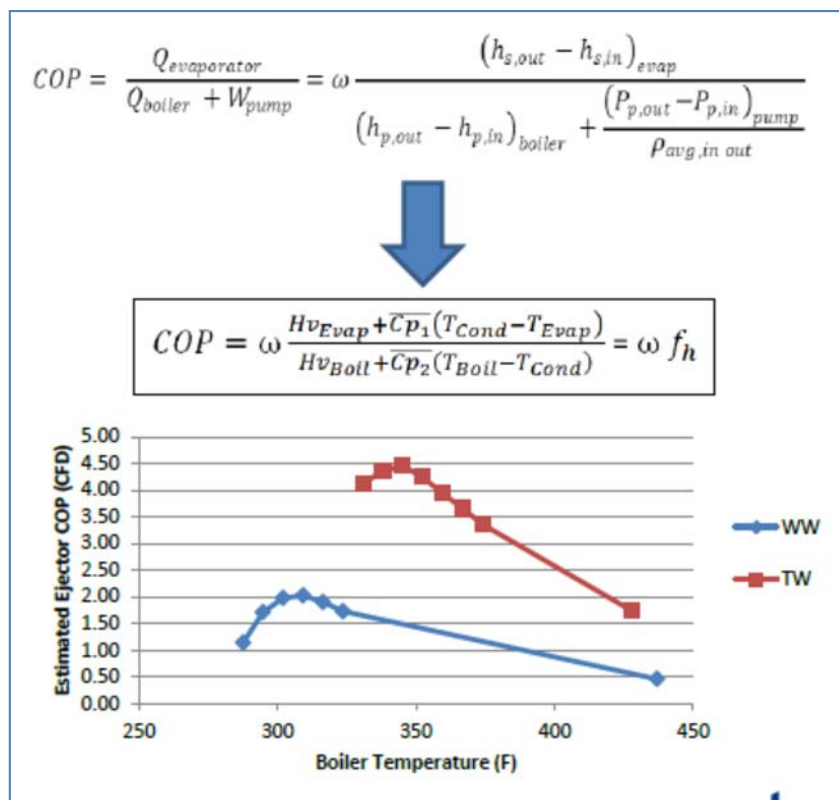 COP = Q_evaporator / (Q_boiler + W_pump) = ω (h_s,out − h_s,in)_evap / ((h_p,out − h_p,in)_boiler + (P_p,out − P_p,in)_pump / ρ_avg,in out)
COP = ω (Hv_Evap + C̅p̅₁(T_Cond − T_Evap)) / (Hv_Boil + C̅p̅₂(T_Boil − T_Cond)) = ω f_h
Estimated Ejector COP (CFD)
5.00
4.50
4.00
3.50
3.00
2.50
2.00
1.50
1.00
0.50
0.00
250 300 350 400 450
Boiler Temperature (F)
WW
TW